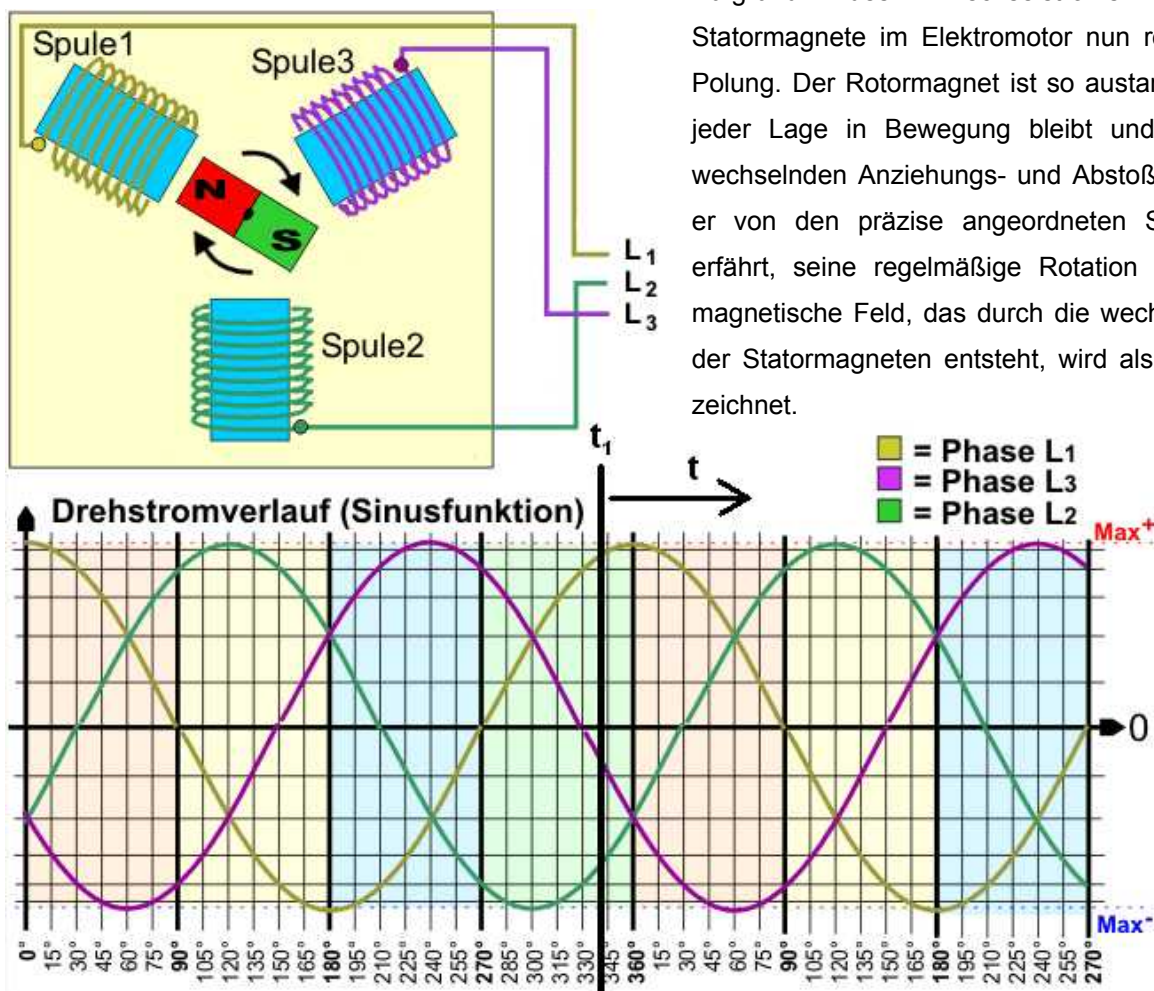 Statormagnete im Elektromotor nun
Polung. Der Rotormagnet ist so
jeder Lage in Bewegung bleibt und
wechselnden Anziehungs- und
er von den präzise angeordneten
erfährt, seine regelmäßige Rotation
magnetische Feld, das durch die
der Statormagneten entsteht, wird als
zeichnet.
Spule1
Spule3
N
S
Spule2
L1
L2
L3
t1
t
= Phase L1
= Phase L3
= Phase L2
Drehstromverlauf (Sinusfunktion)
Max+
0
Max-
0° 15° 30° 45° 60° 75° 90° 105° 120° 135° 150° 165° 180° 195° 210° 225° 240° 255° 270° 285° 300° 315° 330° 345° 360° 15° 30° 45° 60° 75° 90° 105° 120° 135° 150° 165° 180° 195° 210° 225° 240° 255° 270°